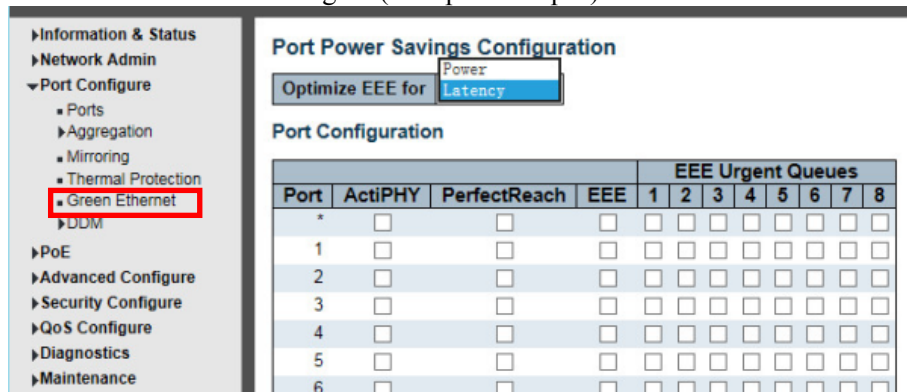 Information & Status
Network Admin
Port Configure
Ports
Aggregation
Mirroring
Thermal Protection
Green Ethernet
DDM
PoE
Advanced Configure
Security Configure
QoS Configure
Diagnostics
Maintenance
Port Power Savings Configuration
Power
Optimize EEE for Latency
Port Configuration
EEE Urgent Queues
Port ActiPHY PerfectReach EEE 1 2 3 4 5 6 7 8
*
1
2
3
4
5
6